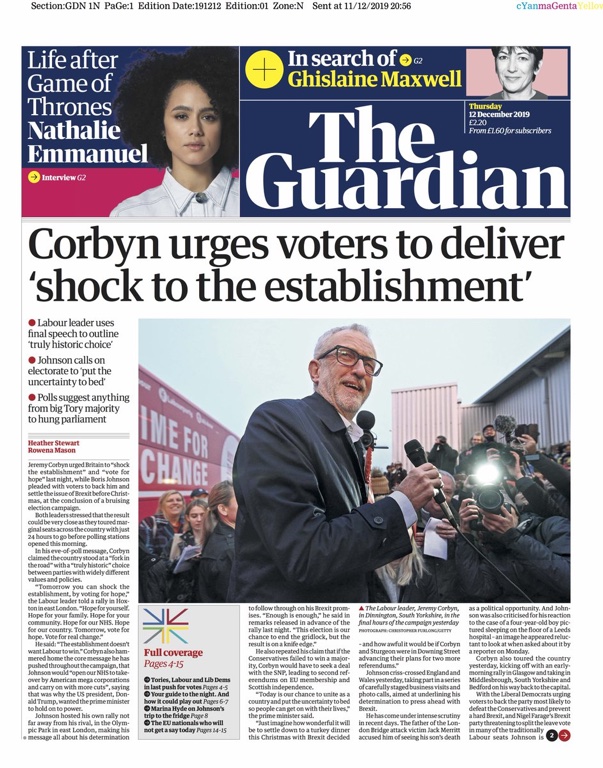 Section:GDN 1N PaGe:1 Edition Date:191212 Edition:01 Zone:N Sent at 11/12/2019 20:56
cYanmaGentaYellow
Life after
Game of
Thrones
Nathalie
Emmanuel
Interview G2
In search of G2
Ghislaine Maxwell
Thursday
12 December 2019
£2.20
From £1.60 for subscribers
The
Guardian
Corbyn urges voters to deliver
‘shock to the establishment’
Labour leader uses
final speech to outline
‘truly historic choice’
Johnson calls on
electorate to ‘put the
uncertainty to bed’
Polls suggest anything
from big Tory majority
to hung parliament
Heather Stewart
Rowena Mason
Jeremy Corbyn urged Britain to “shock
the establishment” and “vote for
hope” last night, while Boris Johnson
pleaded with voters to back him and
settle the issue of Brexit before Christ-
mas, at the conclusion of a bruising
election campaign.
Both leaders stressed that the result
could be very close as they toured mar-
ginal seats across the country with just
24 hours to go before polling stations
opened this morning.
In his eve-of-poll message, Corbyn
claimed the country stood at a “fork in
the road” with a “truly historic” choice
between parties with widely different
values and policies.
“Tomorrow you can shock the
establishment, by voting for hope,”
the Labour leader told a rally in Hox-
ton in east London. “Hope for yourself.
Hope for your family. Hope for your
community. Hope for our NHS. Hope
for our country. Tomorrow, vote for
hope. Vote for real change.”
He said: “The establishment doesn’t
want Labour to win.” Corbyn also ham-
mered home the core message he has
pushed throughout the campaign, that
Johnson would “open our NHS to take-
over by American mega corporations
and carry on with more cuts”, saying
that was why the US president, Don-
ald Trump, wanted the prime minister
to hold on to power.
Johnson hosted his own rally not
far away from his rival, in the Olym-
pic Park in east London, making his
message all about his determination
IME FOR
CHANGE
Full coverage
Pages 4-15
Tories, Labour and Lib Dems
in last push for votes Pages 4-5
Your guide to the night. And
how it could play out Pages 6-7
Marina Hyde on Johnson’s
trip to the fridge Page 8
The EU nationals who will
not get a say today Pages 14-15
to follow through on his Brexit prom-
ises. “Enough is enough,” he said in
remarks released in advance of the
rally last night. “This election is our
chance to end the gridlock, but the
result is on a knife edge.”
He also repeated his claim that if the
Conservatives failed to win a major-
ity, Corbyn would have to seek a deal
with the SNP, leading to second ref-
erendums on EU membership and
Scottish independence.
“Today is our chance to unite as a
country and put the uncertainty to bed
so people can get on with their lives,”
the prime minister said.
“Just imagine how wonderful it will
be to settle down to a turkey dinner
this Christmas with Brexit decided
The Labour leader, Jeremy Corbyn,
in Dinnington, South Yorkshire, in the
final hours of the campaign yesterday
PHOTOGRAPH: CHRISTOPHER FURLONG/GETTY
- and how awful it would be if Corbyn
and Sturgeon were in Downing Street
advancing their plans for two more
referendums.”
Johnson criss-crossed England and
Wales yesterday, taking part in a series
of carefully staged business visits and
photo calls, aimed at underlining his
determination to press ahead with
Brexit.
He has come under intense scrutiny
in recent days. The father of the Lon-
don Bridge attack victim Jack Merritt
accused him of seeing his son’s death
as a political opportunity. And John-
son was also criticised for his reaction
to the case of a four-year-old boy pic-
tured sleeping on the floor of a Leeds
hospital - an image he appeared reluc-
tant to look at when asked about it by
a reporter on Monday.
Corbyn also toured the country
yesterday, kicking off with an early-
morning rally in Glasgow and taking in
Middlesbrough, South Yorkshire and
Bedford on his way back to the capital.
With the Liberal Democrats urging
voters to back the party most likely to
defeat the Conservatives and prevent
a hard Brexit, and Nigel Farage’s Brexit
party threatening to split the leave vote
in many of the traditionally
Labour seats Johnson is 2